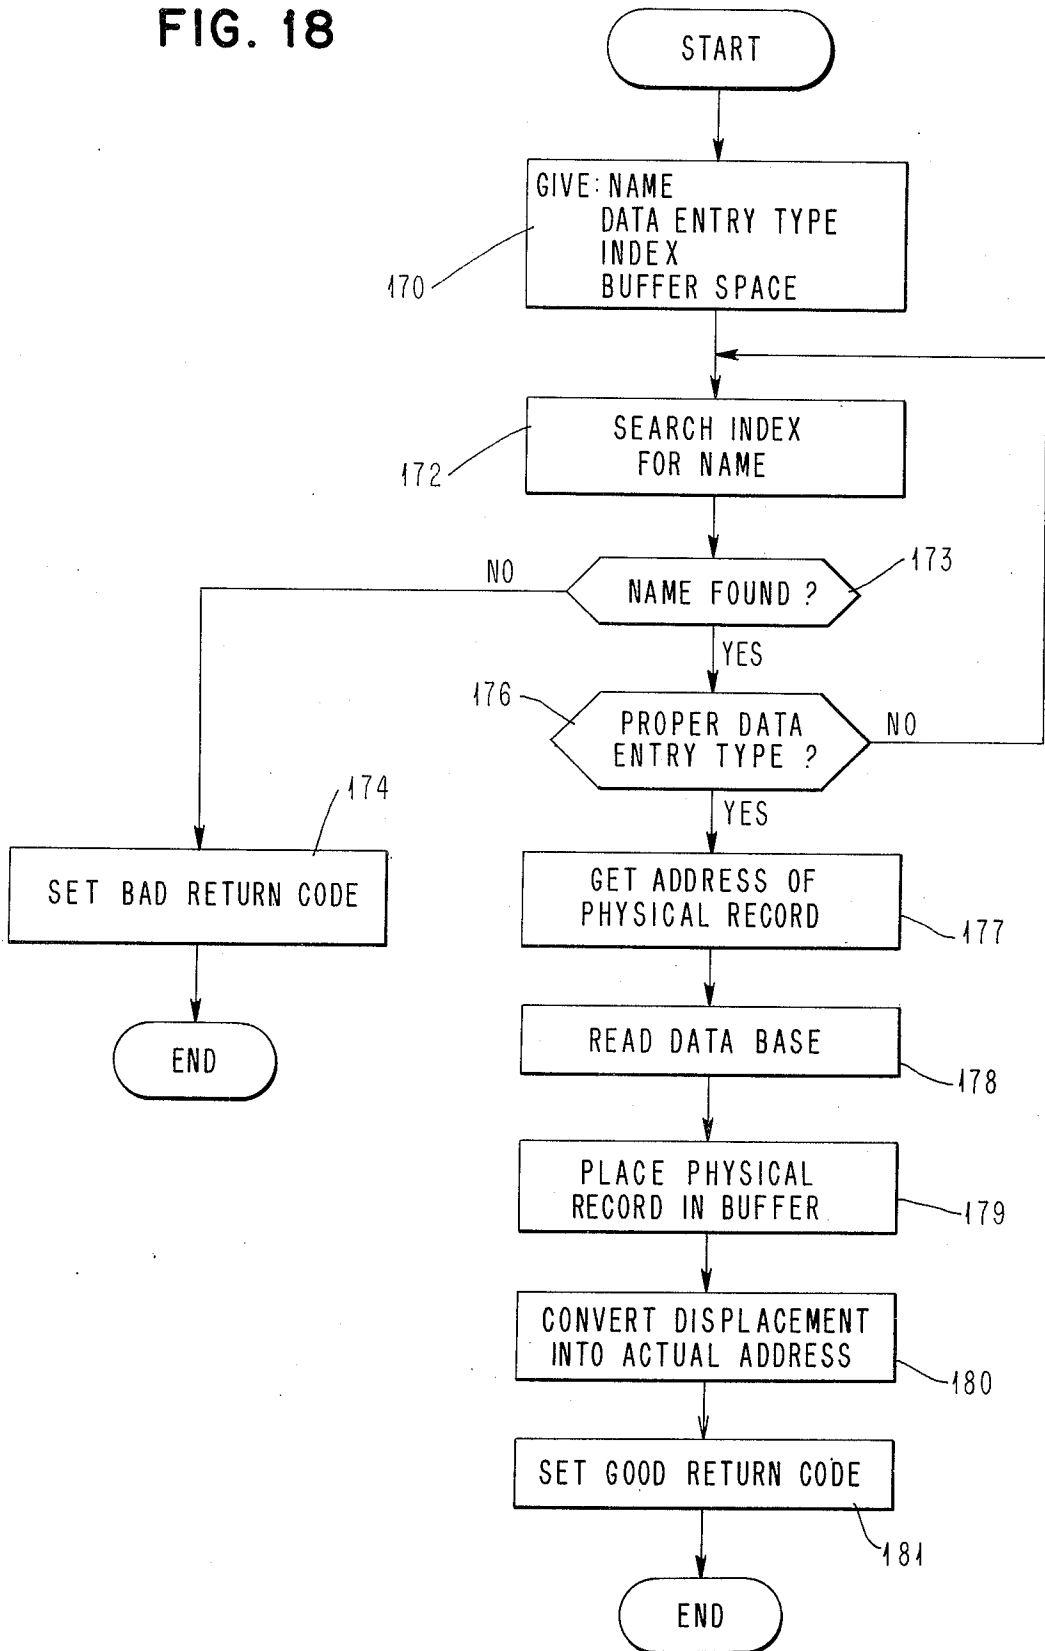 FIG. 18
START
GIVE: NAME
DATA ENTRY TYPE
INDEX
BUFFER SPACE
170
SEARCH INDEX
FOR NAME
172
NAME FOUND ?
173
NO
YES
176
PROPER DATA
ENTRY TYPE ?
NO
YES
174
SET BAD RETURN CODE
END
GET ADDRESS OF
PHYSICAL RECORD
177
READ DATA BASE
178
PLACE PHYSICAL
RECORD IN BUFFER
179
CONVERT DISPLACEMENT
INTO ACTUAL ADDRESS
180
SET GOOD RETURN CODE
181
END